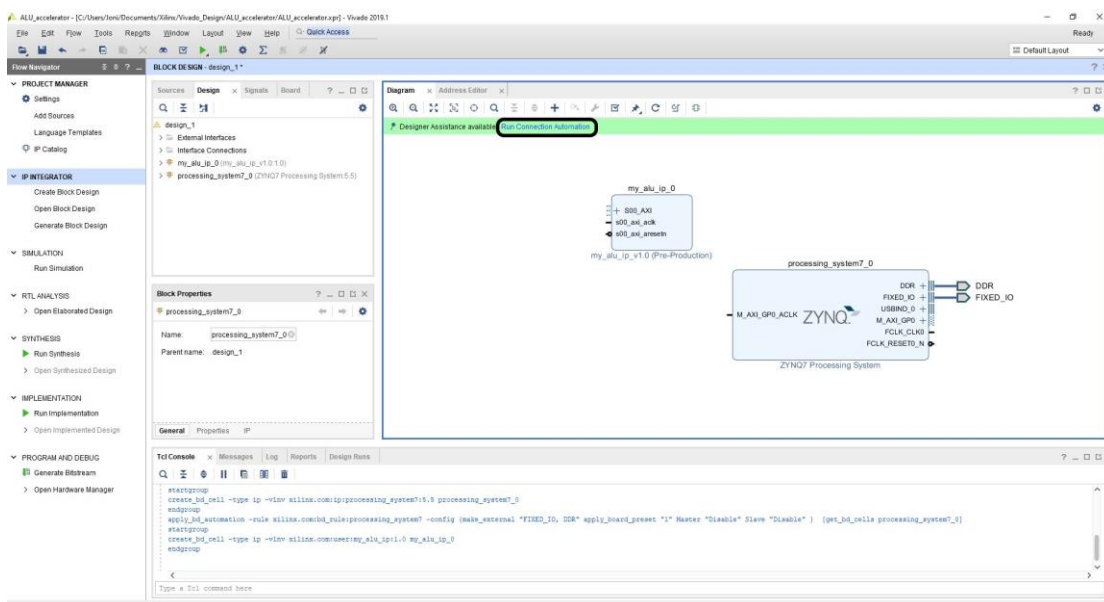 ALU_accelerator - [C:/Users/Joni/Documents/Xilinx/Vivado_Design/ALU_accelerator/ALU_accelerator.xpr] - Vivado 2019.1
File Edit Flow Tools Reports Window Layout View Help Quick Access
Ready
Default Layout
Flow Navigator
PROJECT MANAGER
Settings
Add Sources
Language Templates
IP Catalog
IP INTEGRATOR
Create Block Design
Open Block Design
Generate Block Design
SIMULATION
Run Simulation
RTL ANALYSIS
Open Elaborated Design
SYNTHESIS
Run Synthesis
Open Synthesized Design
IMPLEMENTATION
Run Implementation
Open Implemented Design
PROGRAM AND DEBUG
Generate Bitstream
Open Hardware Manager
BLOCK DESIGN - design_1 *
Sources Design Signals Board
design_1
External Interfaces
Interface Connections
my_alu_ip_0 (my_alu_ip_v1.0:1.0)
processing_system7_0 (ZYNQ7 Processing System:5.5)
Block Properties
processing_system7_0
Name: processing_system7_0
Parent name: design_1
General Properties IP
Diagram Address Editor
Designer Assistance available. Run Connection Automation
my_alu_ip_0
S00_AXI
s00_axi_aclk
s00_axi_aresetn
my_alu_ip_v1.0 (Pre-Production)
processing_system7_0
DDR
FIXED_IO
USBIND_0
M_AXI_GP0
FCLK_CLK0
FCLK_RESET0_N
M_AXI_GP0_ACLK
ZYNQ
ZYNQ7 Processing System
DDR
FIXED_IO
Tcl Console Messages Log Reports Design Runs
startgroup
create_bd_cell -type ip -vlnv xilinx.com:ip:processing_system7:5.5 processing_system7_0
endgroup
apply_bd_automation -rule xilinx.com:bd_rule:processing_system7 -config {make_external "FIXED_IO, DDR" apply_board_preset "1" Master "Disable" Slave "Disable" } [get_bd_cells processing_system7_0]
startgroup
create_bd_cell -type ip -vlnv xilinx.com:user:my_alu_ip:1.0 my_alu_ip_0
endgroup
Type a Tcl command here